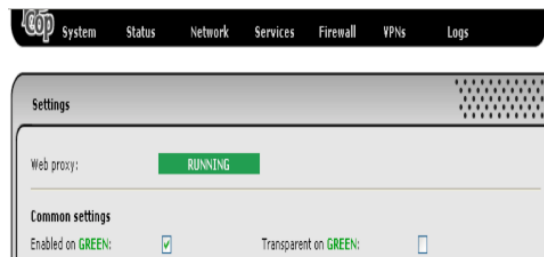 Cop
System Status Network Services Firewall VPNs Logs
Settings
Web proxy: RUNNING
Common settings
Enabled on GREEN: Transparent on GREEN: